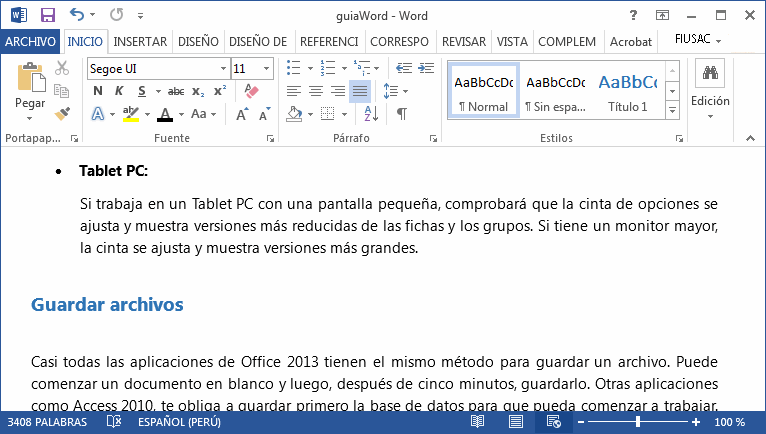 guiaWord - Word
ARCHIVO INICIO INSERTAR DISEÑO DISEÑO DE REFERENCI CORRESPO REVISAR VISTA COMPLEM Acrobat FIUSAC
Pegar
Segoe UI 11
N K S abc x₂ x²
A ab A Aa A A
AaBbCcDc AaBbCcDc AaBbCc
¶ Normal ¶ Sin espa... Título 1
Edición
Portapap... Fuente Párrafo Estilos
• Tablet PC:
Si trabaja en un Tablet PC con una pantalla pequeña, comprobará que la cinta de opciones se
ajusta y muestra versiones más reducidas de las fichas y los grupos. Si tiene un monitor mayor,
la cinta se ajusta y muestra versiones más grandes.
Guardar archivos
Casi todas las aplicaciones de Office 2013 tienen el mismo método para guardar un archivo. Puede
comenzar un documento en blanco y luego, después de cinco minutos, guardarlo. Otras aplicaciones
como Access 2010, te obliga a guardar primero la base de datos para que pueda comenzar a trabajar.
3408 PALABRAS ESPAÑOL (PERÚ) 100 %